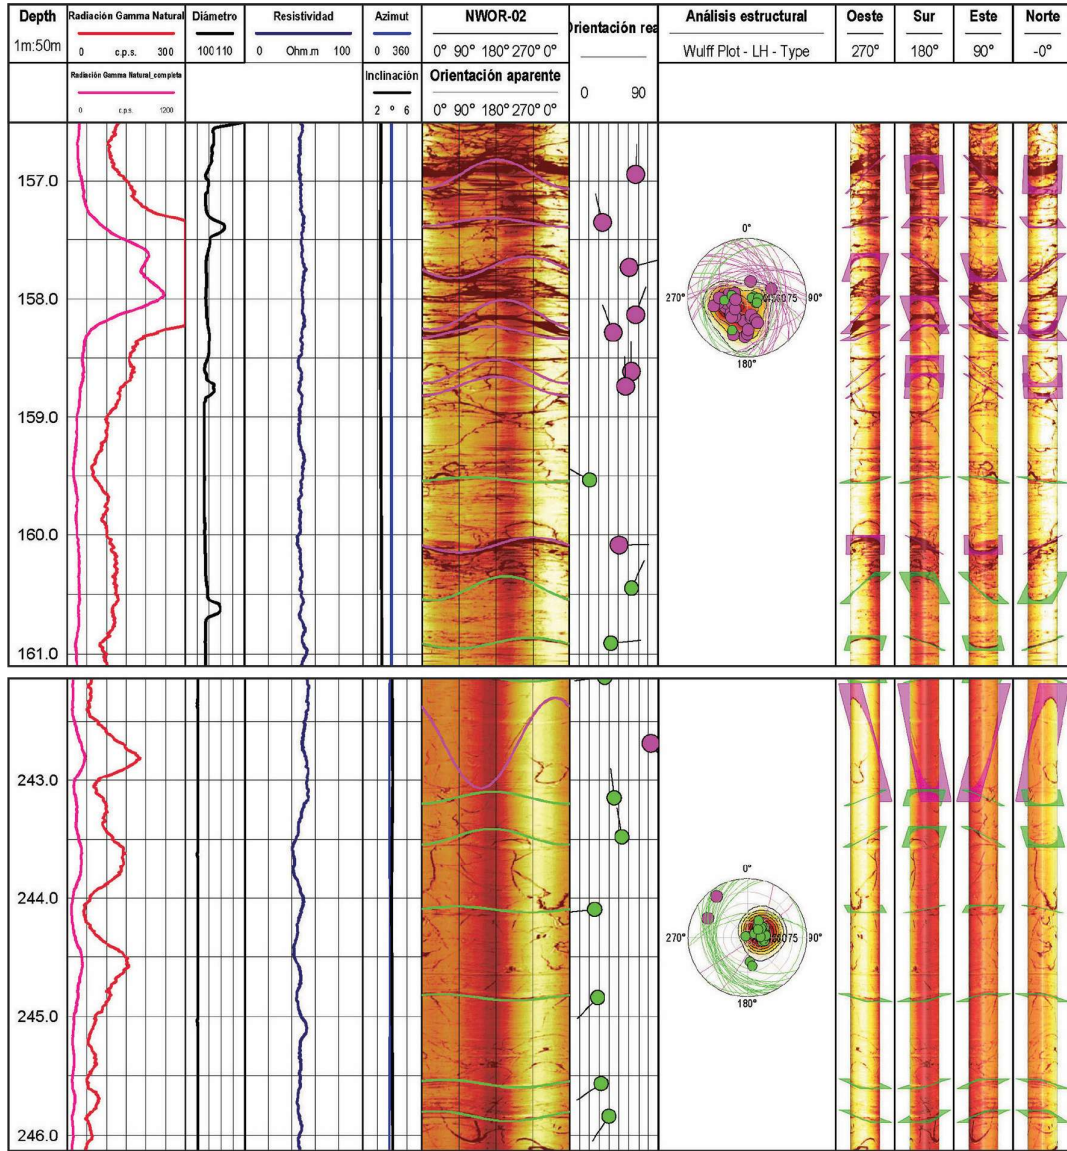 Depth
1m:50m
Radiación Gamma Natural
0 c.p.s. 300
Radiación Gamma Natural_completa
0 c.p.s. 1200
Diámetro
100 110
Resistividad
0 Ohm.m 100
Azimut
0 360
Inclinación
2 º 6
NWOR-02
0° 90° 180° 270° 0°
Orientación aparente
0° 90° 180° 270° 0°
Orientación rea
0 90
Análisis estructural
Wulff Plot - LH - Type
Oeste
270°
Sur
180°
Este
90°
Norte
-0°
157.0
158.0
159.0
160.0
161.0
0°
270°
90°
180°
243.0
244.0
245.0
246.0
0°
270°
90°
180°